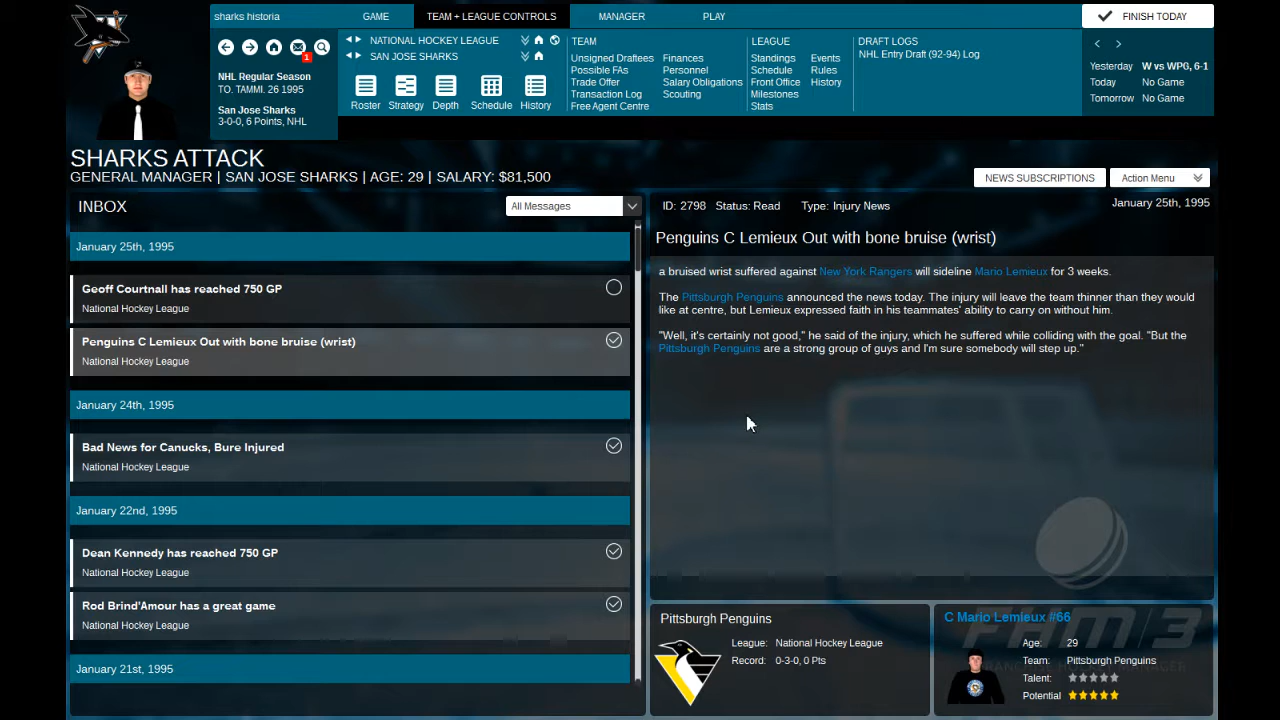 sharks historia
GAME
TEAM + LEAGUE CONTROLS
MANAGER
PLAY
FINISH TODAY
NATIONAL HOCKEY LEAGUE
SAN JOSE SHARKS
1
NHL Regular Season
TO. TAMMI. 26 1995
San Jose Sharks
3-0-0, 6 Points, NHL
Roster
Strategy
Depth
Schedule
History
TEAM
Unsigned Draftees
Finances
Possible FAs
Personnel
Trade Offer
Salary Obligations
Transaction Log
Scouting
Free Agent Centre
LEAGUE
Standings
Events
Schedule
Rules
Front Office
History
Milestones
Stats
DRAFT LOGS
NHL Entry Draft (92-94) Log
Yesterday W vs WPG, 6-1
Today No Game
Tomorrow No Game
SHARKS ATTACK
GENERAL MANAGER | SAN JOSE SHARKS | AGE: 29 | SALARY: $81,500
NEWS SUBSCRIPTIONS
Action Menu
INBOX
All Messages
January 25th, 1995
Geoff Courtnall has reached 750 GP
National Hockey League
Penguins C Lemieux Out with bone bruise (wrist)
National Hockey League
January 24th, 1995
Bad News for Canucks, Bure Injured
National Hockey League
January 22nd, 1995
Dean Kennedy has reached 750 GP
National Hockey League
Rod Brind'Amour has a great game
National Hockey League
January 21st, 1995
ID: 2798 Status: Read Type: Injury News
January 25th, 1995
Penguins C Lemieux Out with bone bruise (wrist)
a bruised wrist suffered against New York Rangers will sideline Mario Lemieux for 3 weeks.
The Pittsburgh Penguins announced the news today. The injury will leave the team thinner than they would
like at centre, but Lemieux expressed faith in his teammates' ability to carry on without him.
"Well, it's certainly not good," he said of the injury, which he suffered while colliding with the goal. "But the
Pittsburgh Penguins are a strong group of guys and I'm sure somebody will step up."
Pittsburgh Penguins
League: National Hockey League
Record: 0-3-0, 0 Pts
C Mario Lemieux #66
Age: 29
Team: Pittsburgh Penguins
Talent:
Potential
FHM|3
FRANCHISE HOCKEY MANAGER